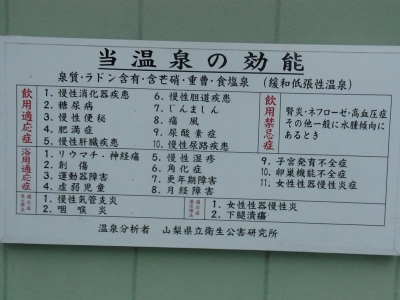 当温泉の効能
泉質・ラドン含有・含芒硝・重曹・食塩泉 (緩和低張性温泉)
飲用適応症
1. 慢性消化器疾患
2. 糖尿病
3. 慢性便秘
4. 肥満症
5. 慢性肝臓疾患
6. 慢性胆道疾患
7. じんましん
8. 痛風
9. 尿酸素症
10. 慢性尿路疾患
飲用禁忌症
腎炎・ネフローゼ・高血圧症
その他一般に水腫傾向に
あるとき
浴用適応症
1. リウマチ・神経痛
2. 創傷
3. 運動器障害
4. 虚弱児童
5. 慢性湿疹
6. 角化症
7. 更年期障害
8. 月経障害
9. 子宮発育不全症
10. 卵巣機能不全症
11. 女性性器慢性炎症
1. 慢性気管支炎
2. 咽喉炎
1. 女性性器慢性炎
2. 下腿潰瘍
温泉分析者 山梨県立衛生公害研究所